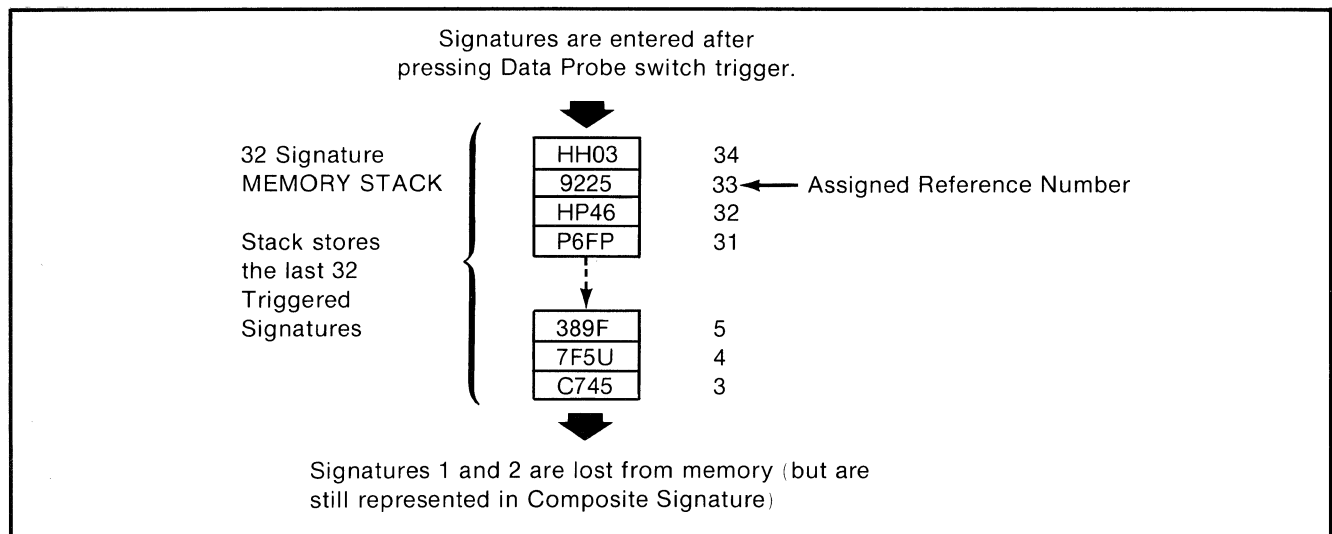 Signatures are entered after
pressing Data Probe switch trigger.
32 Signature
MEMORY STACK
Stack stores
the last 32
Triggered
Signatures
HH03 34
9225 33 Assigned Reference Number
HP46 32
P6FP 31
389F 5
7F5U 4
C745 3
Signatures 1 and 2 are lost from memory (but are
still represented in Composite Signature)